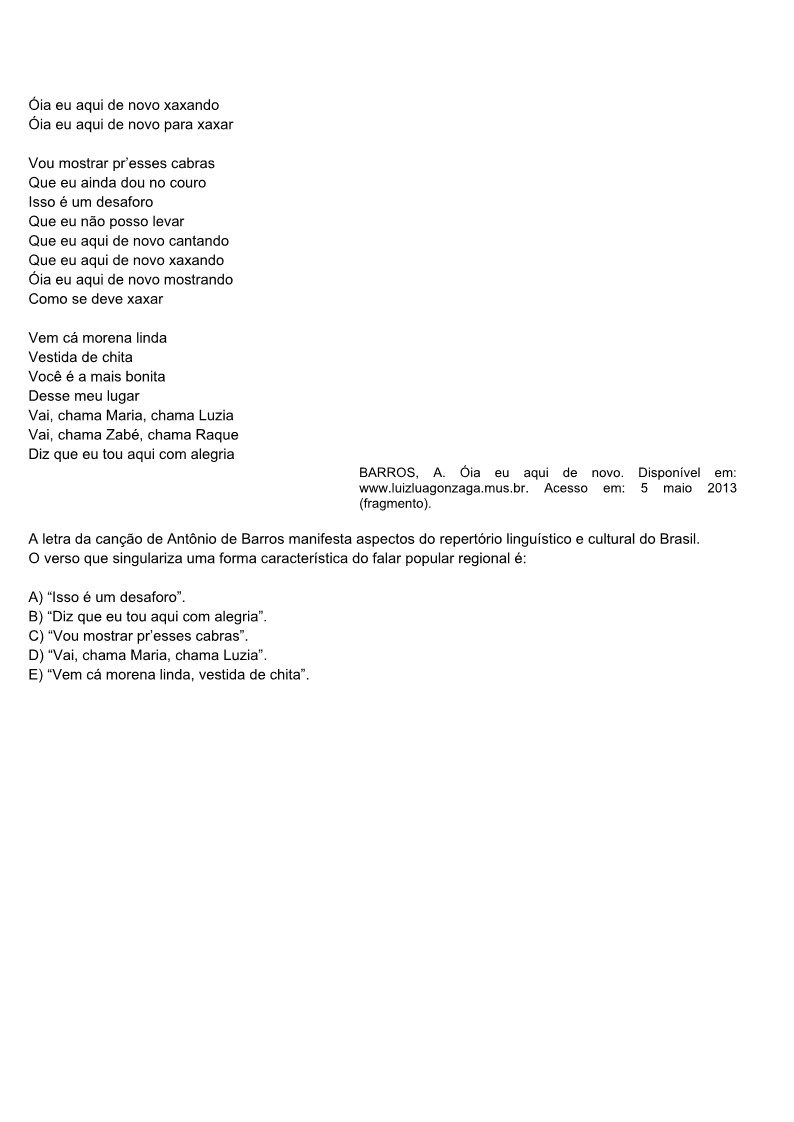 Óia eu aqui de novo xaxando
Óia eu aqui de novo para xaxar
Vou mostrar pr’esses cabras
Que eu ainda dou no couro
Isso é um desaforo
Que eu não posso levar
Que eu aqui de novo cantando
Que eu aqui de novo xaxando
Óia eu aqui de novo mostrando
Como se deve xaxar
Vem cá morena linda
Vestida de chita
Você é a mais bonita
Desse meu lugar
Vai, chama Maria, chama Luzia
Vai, chama Zabé, chama Raque
Diz que eu tou aqui com alegria
BARROS, A. Óia eu aqui de novo. Disponível em:
www.luizluagonzaga.mus.br. Acesso em: 5 maio 2013
(fragmento).
A letra da canção de Antônio de Barros manifesta aspectos do repertório linguístico e cultural do Brasil.
O verso que singulariza uma forma característica do falar popular regional é:
A) “Isso é um desaforo”.
B) “Diz que eu tou aqui com alegria”.
C) “Vou mostrar pr’esses cabras”.
D) “Vai, chama Maria, chama Luzia”.
E) “Vem cá morena linda, vestida de chita”.